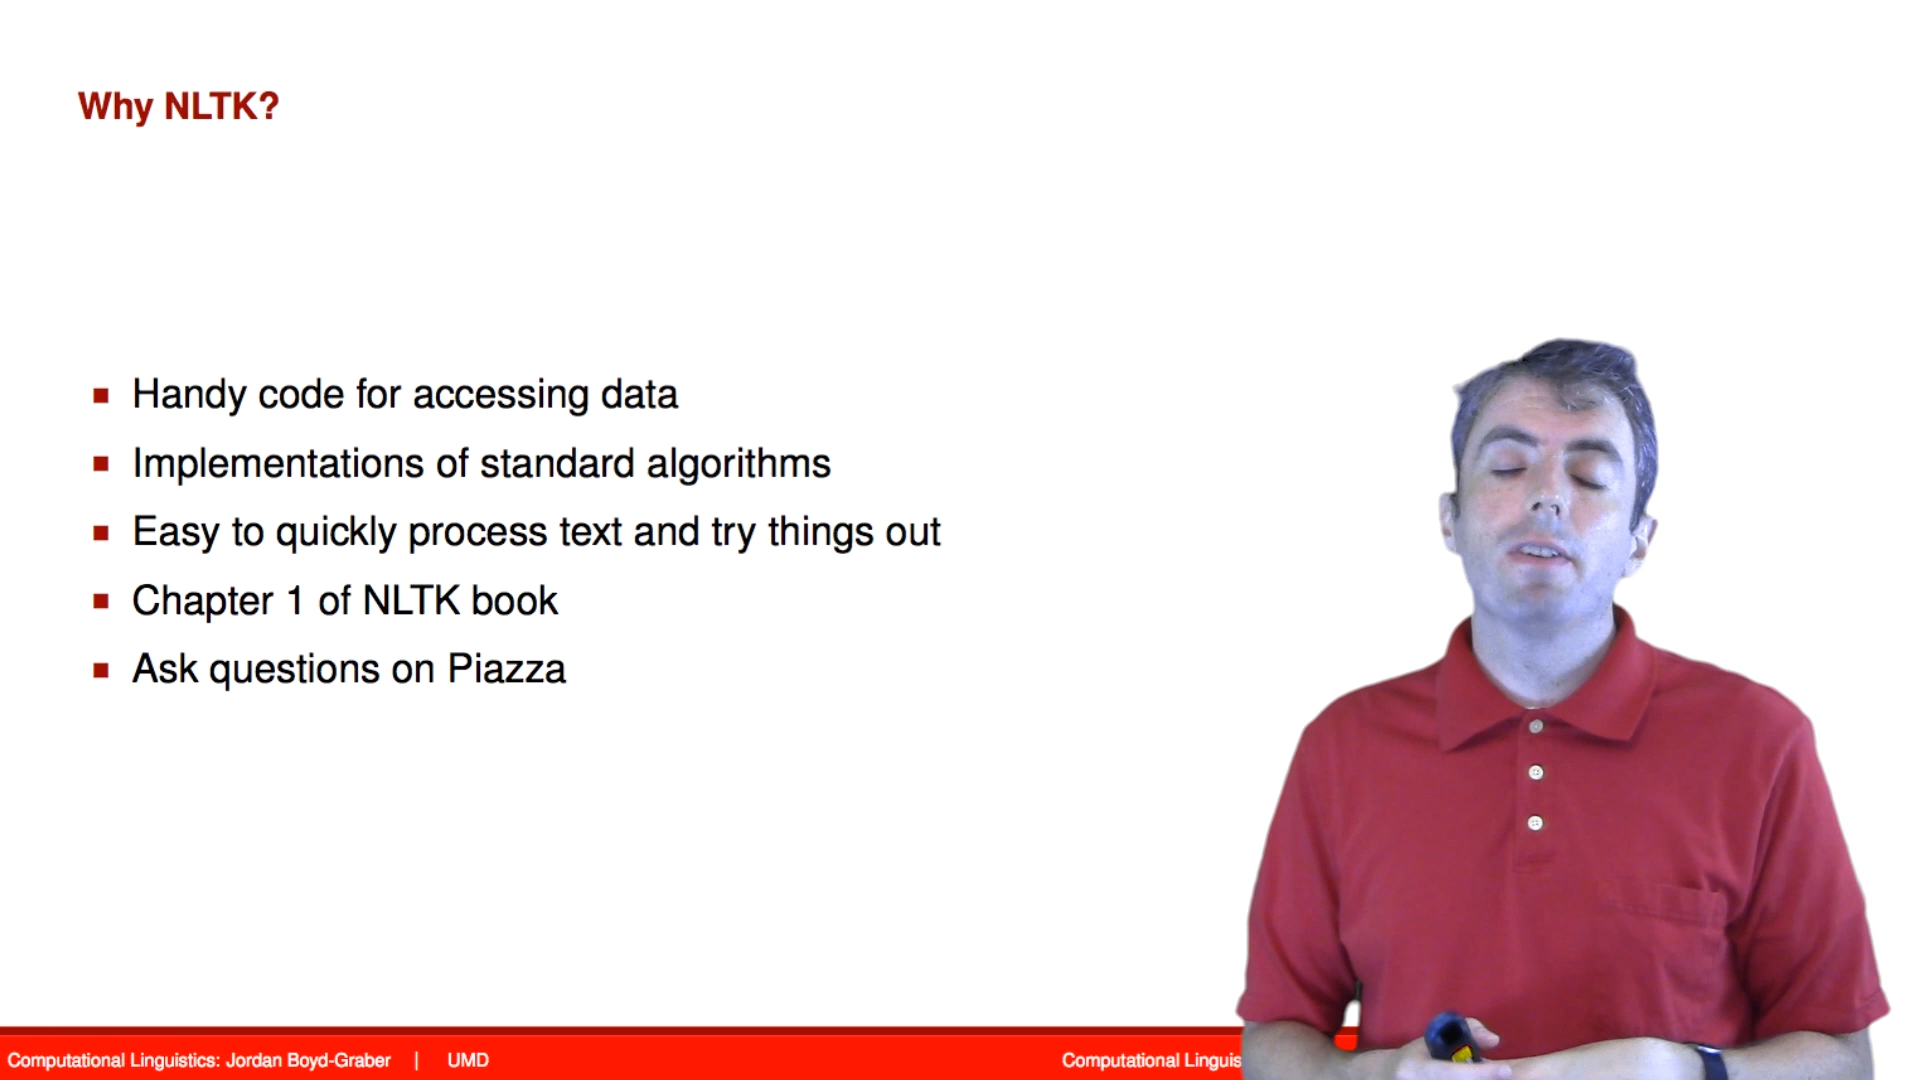 Why NLTK?
Handy code for accessing data
Implementations of standard algorithms
Easy to quickly process text and try things out
Chapter 1 of NLTK book
Ask questions on Piazza
Computational Linguistics: Jordan Boyd-Graber | UMD
Computational